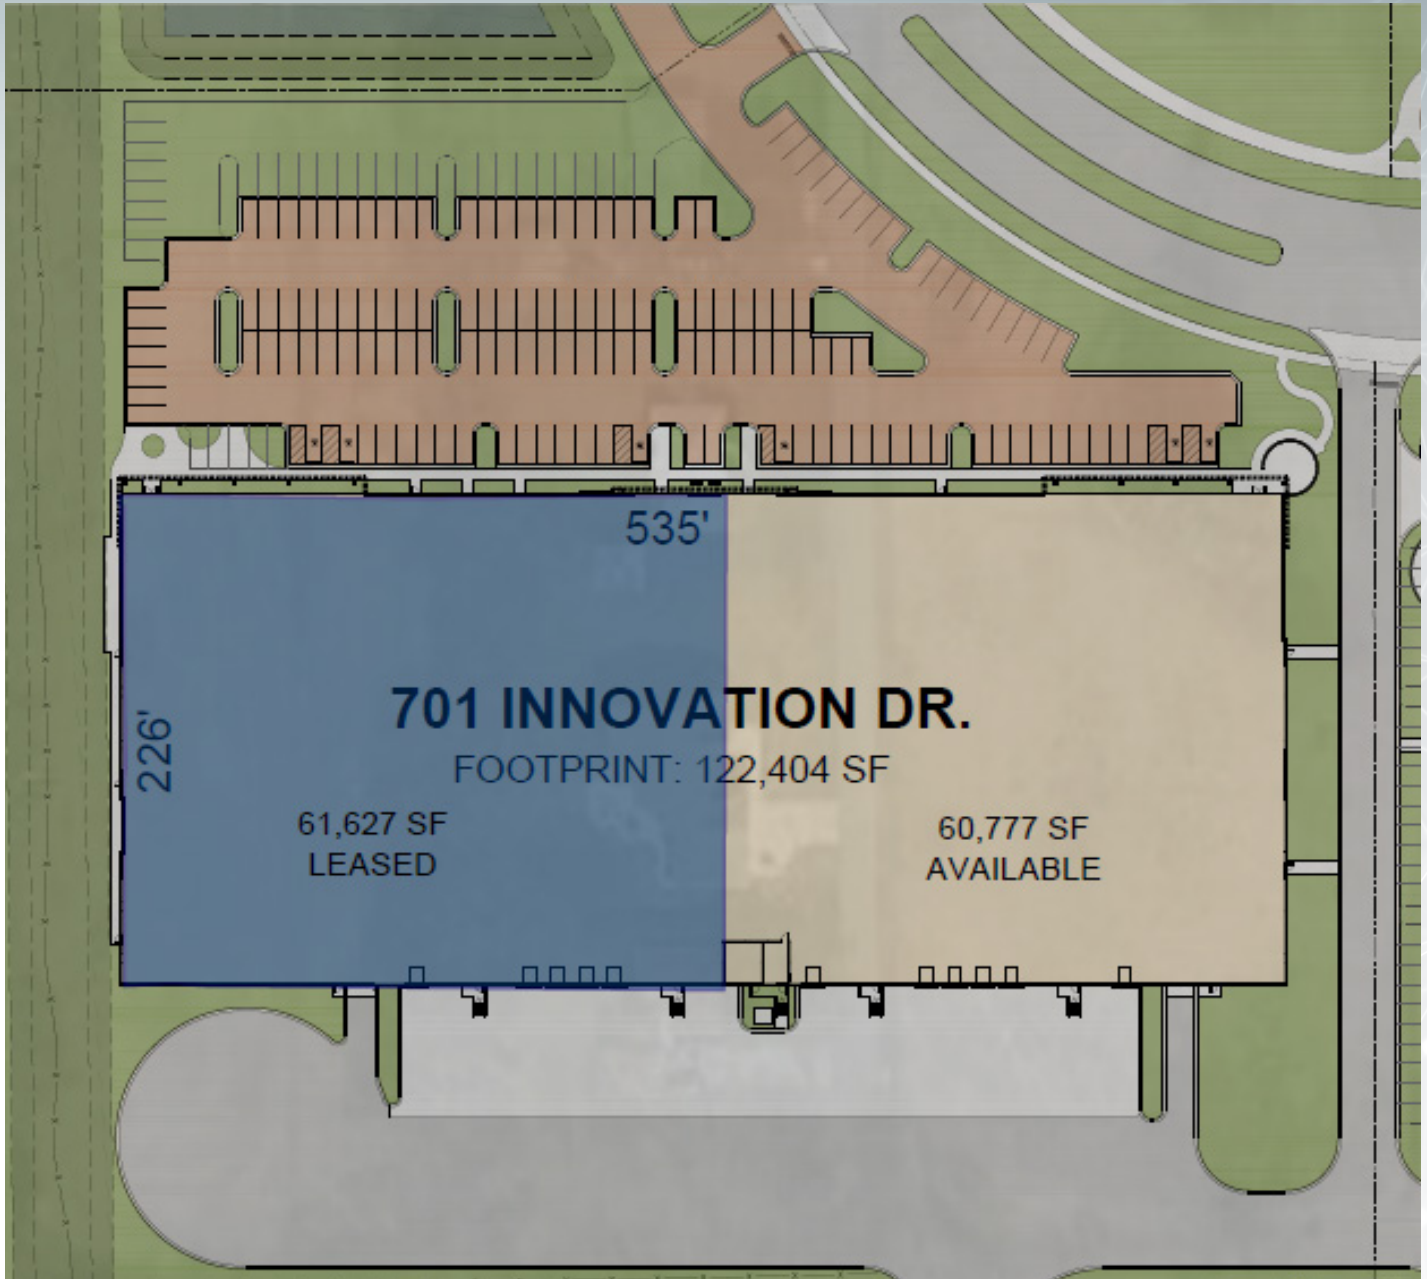 535'
226'
701 INNOVATION DR.
FOOTPRINT: 122,404 SF
61,627 SF
LEASED
60,777 SF
AVAILABLE